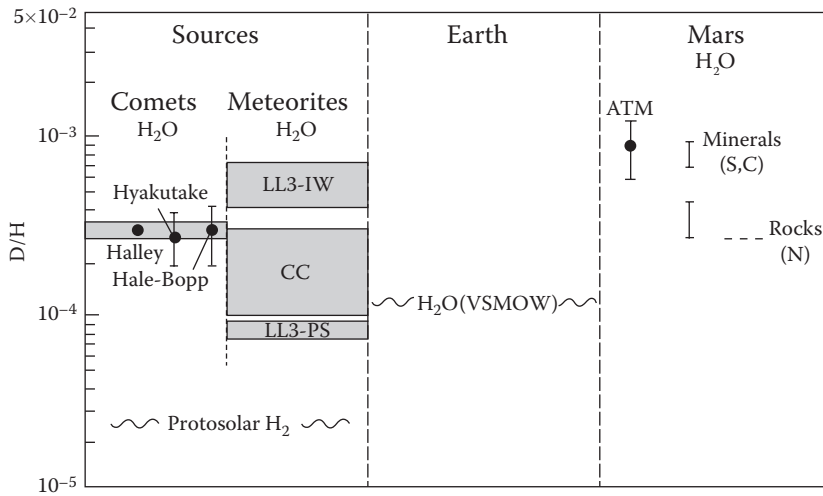 5×10⁻²
Sources
Earth
Mars
H₂O
Comets
H₂O
Meteorites
H₂O
ATM
10⁻³
Minerals
(S,C)
LL3-IW
Hyakutake
D/H
Halley
Hale-Bopp
CC
Rocks
(N)
H₂O(VSMOW)
10⁻⁴
LL3-PS
Protosolar H₂
10⁻⁵